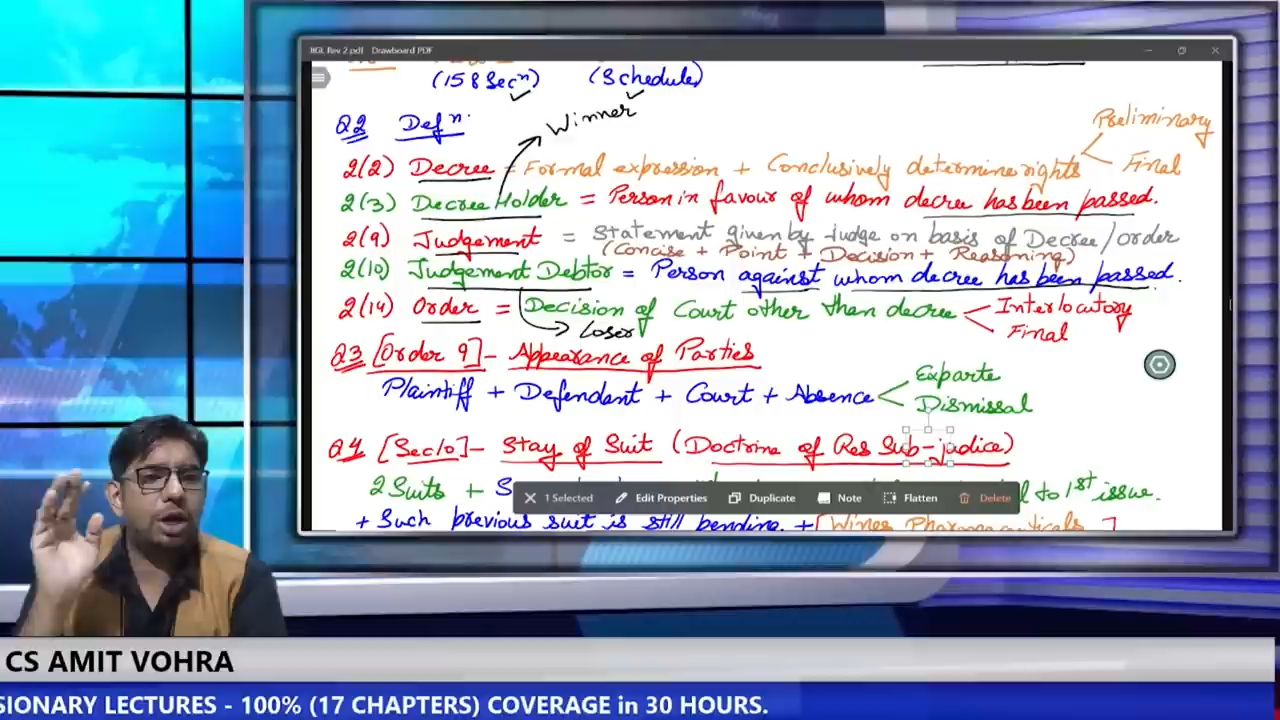 JIGL Rev 2.pdf Drawboard PDF
(158 Secⁿ) (Schedule)
Q2 Defⁿ.
Winner
Preliminary
2(2) Decree = Formal expression + Conclusively determine rights
Final
2(3) Decree Holder = Person in favour of whom decree has been passed.
2(9) Judgement = Statement given by judge on basis of Decree/order
(Concise + Point + Decision + Reasoning)
2(10) Judgement Debtor = Person against whom decree has been passed.
2(14) Order = Decision of Court other than decree
Interlocutory
Final
Loser
Q3 [Order 9]- Appearance of Parties
Plaintiff + Defendant + Court + Absence
Exparte
Dismissal
Q4 [Sec10]- Stay of Suit (Doctrine of Res Sub-judice)
2 Suits +
to 1st issue.
1 Selected Edit Properties Duplicate Note Flatten Delete
+ Such previous suit is still pending. + [Wines Pharmaceuticals ]
CS AMIT VOHRA
SIONARY LECTURES - 100% (17 CHAPTERS) COVERAGE in 30 HOURS.